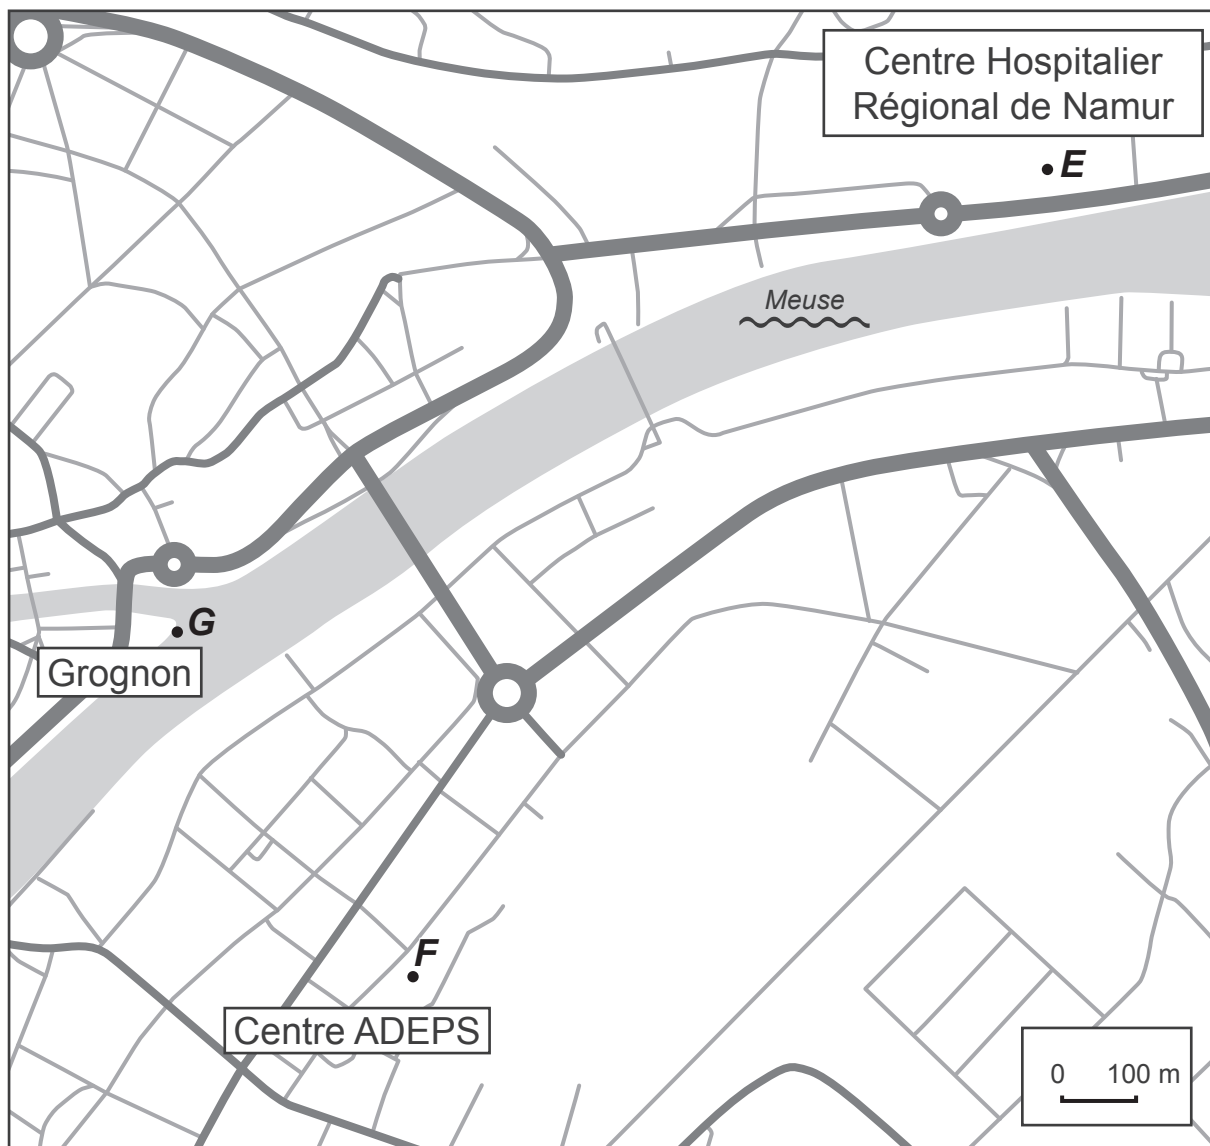 Centre Hospitalier
Régional de Namur
E
Meuse
G
Grognon
F
Centre ADEPS
0 100 m